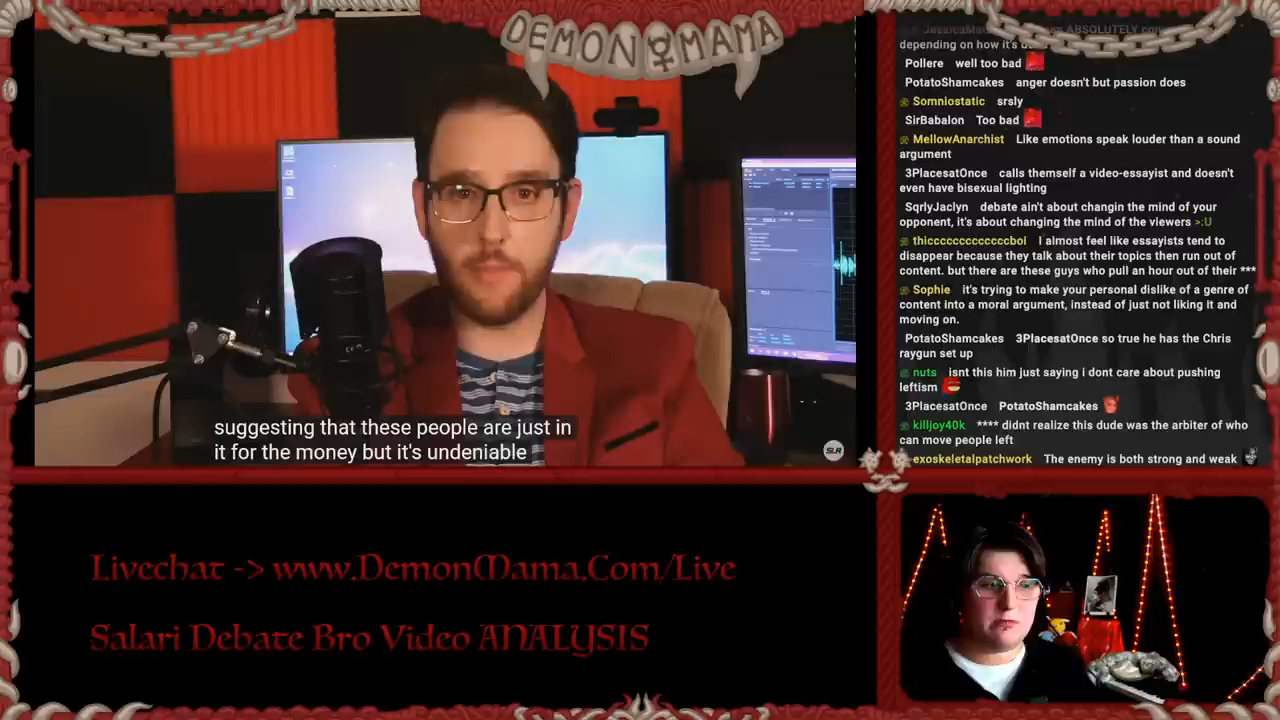 DEMON MAMA
ABSOLUTELY
depending on how it's
Pollere well too bad
PotatoShamcakes anger doesn't but passion does
Somniostatic srsly
SirBabalon Too bad
MellowAnarchist Like emotions speak louder than a sound
argument
3PlacesatOnce calls themself a video-essayist and doesn't
even have bisexual lighting
SqrlyJaclyn debate ain't about changin the mind of your
opponent, it's about changing the mind of the viewers >:U
thicccccccccccccboi I almost feel like essayists tend to
disappear because they talk about their topics then run out of
content. but there are these guys who pull an hour out of their ***
Sophie it's trying to make your personal dislike of a genre of
content into a moral argument, instead of just not liking it and
moving on.
PotatoShamcakes 3PlacesatOnce so true he has the Chris
raygun set up
nuts isnt this him just saying i dont care about pushing
leftism
3PlacesatOnce PotatoShamcakes
killjoy40k **** didnt realize this dude was the arbiter of who
can move people left
exoskeletalpatchwork The enemy is both strong and weak
suggesting that these people are just in
it for the money but it's undeniable
SLR
Livechat -> www.DemonMama.Com/Live
Salari Debate Bro Video ANALYSIS